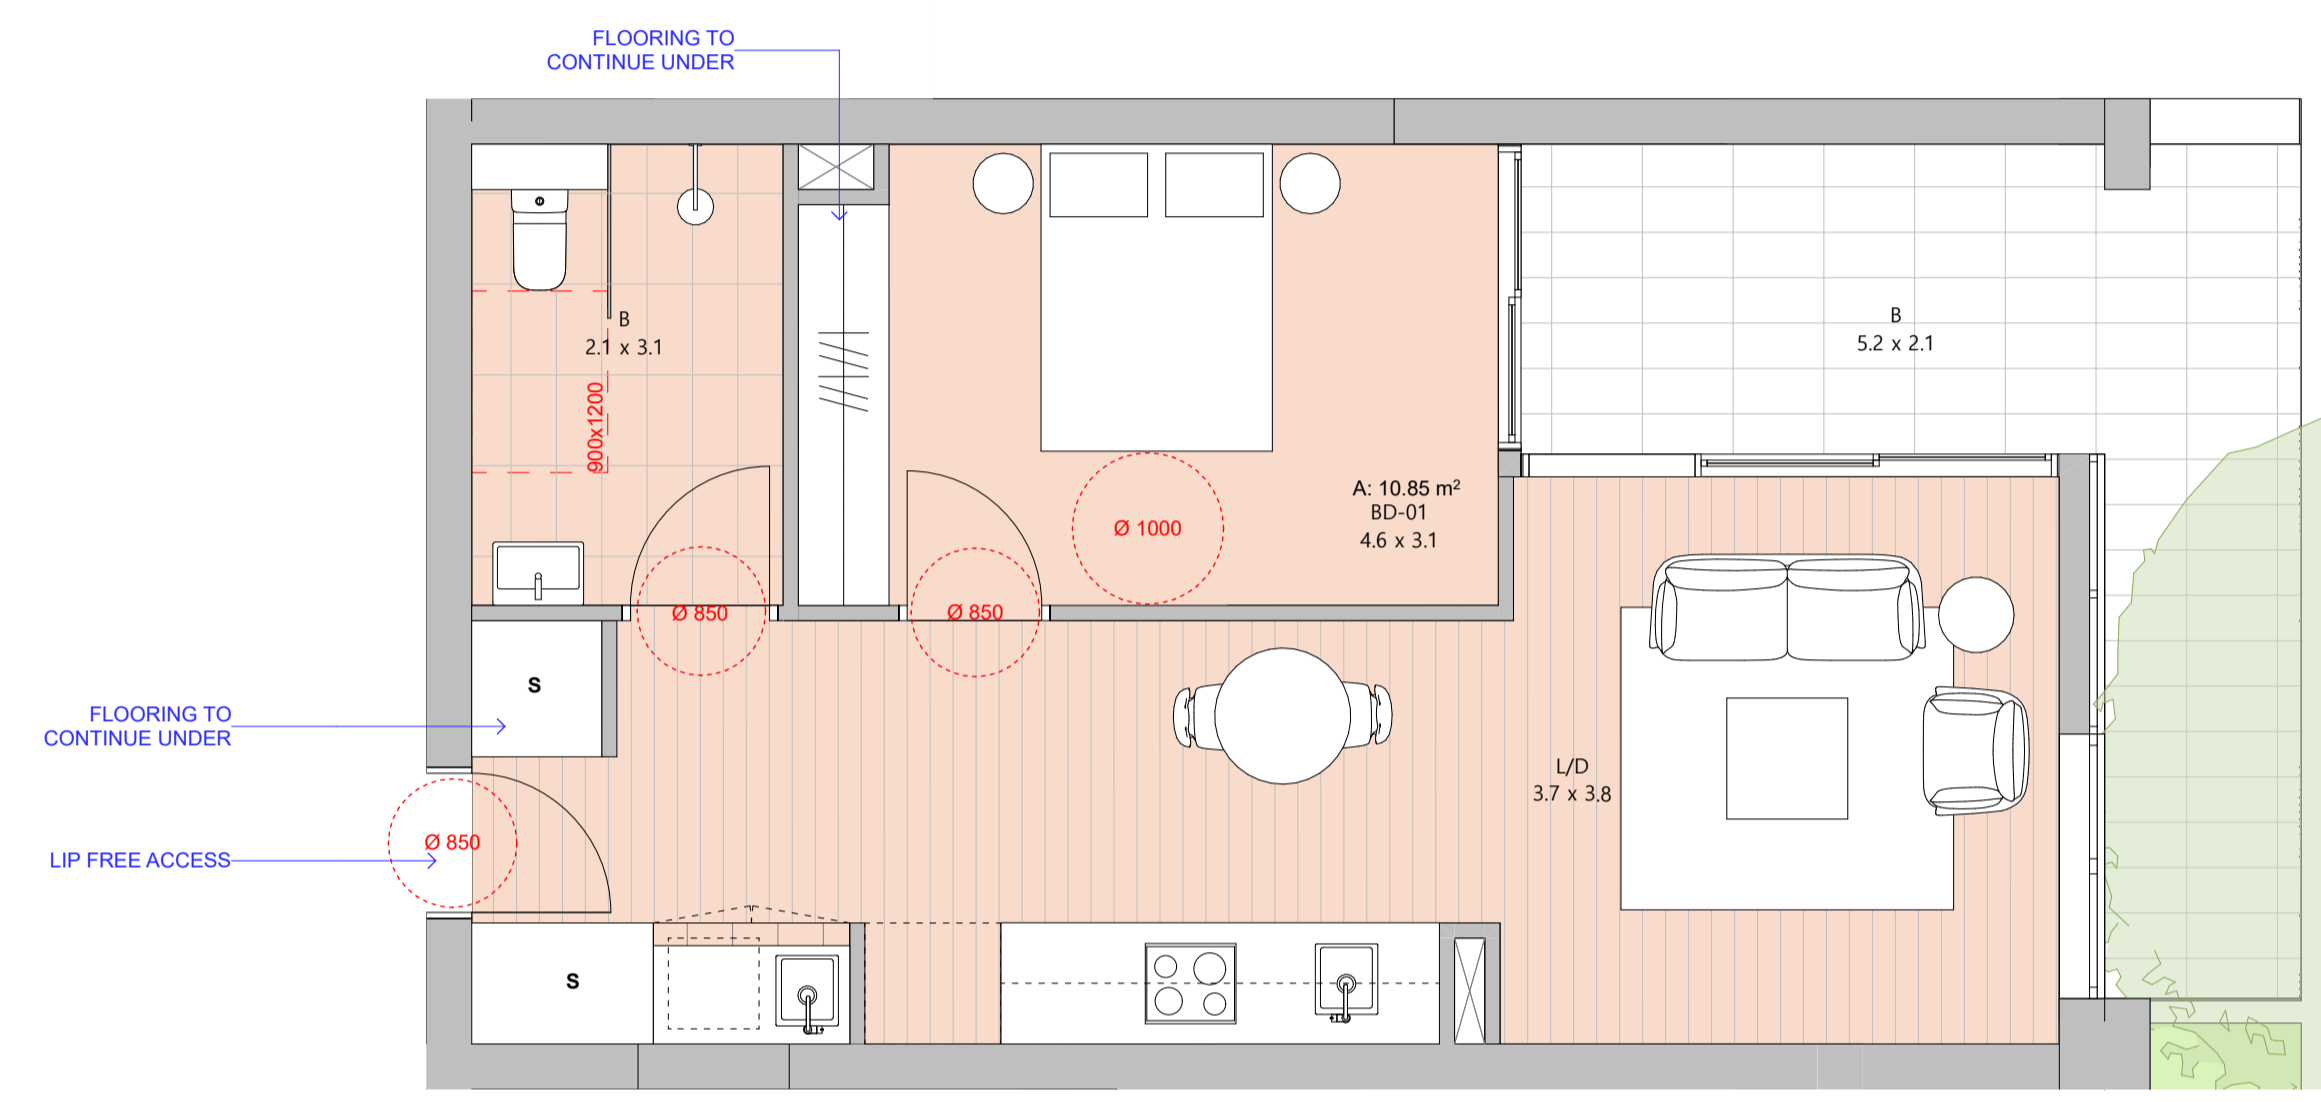 FLOORING TO
CONTINUE UNDER
B
2.1 x 3.1
900x1200
B
5.2 x 2.1
A: 10.85 m²
BD-01
4.6 x 3.1
Ø 1000
Ø 850
Ø 850
S
FLOORING TO
CONTINUE UNDER
L/D
3.7 x 3.8
Ø 850
LIP FREE ACCESS
S